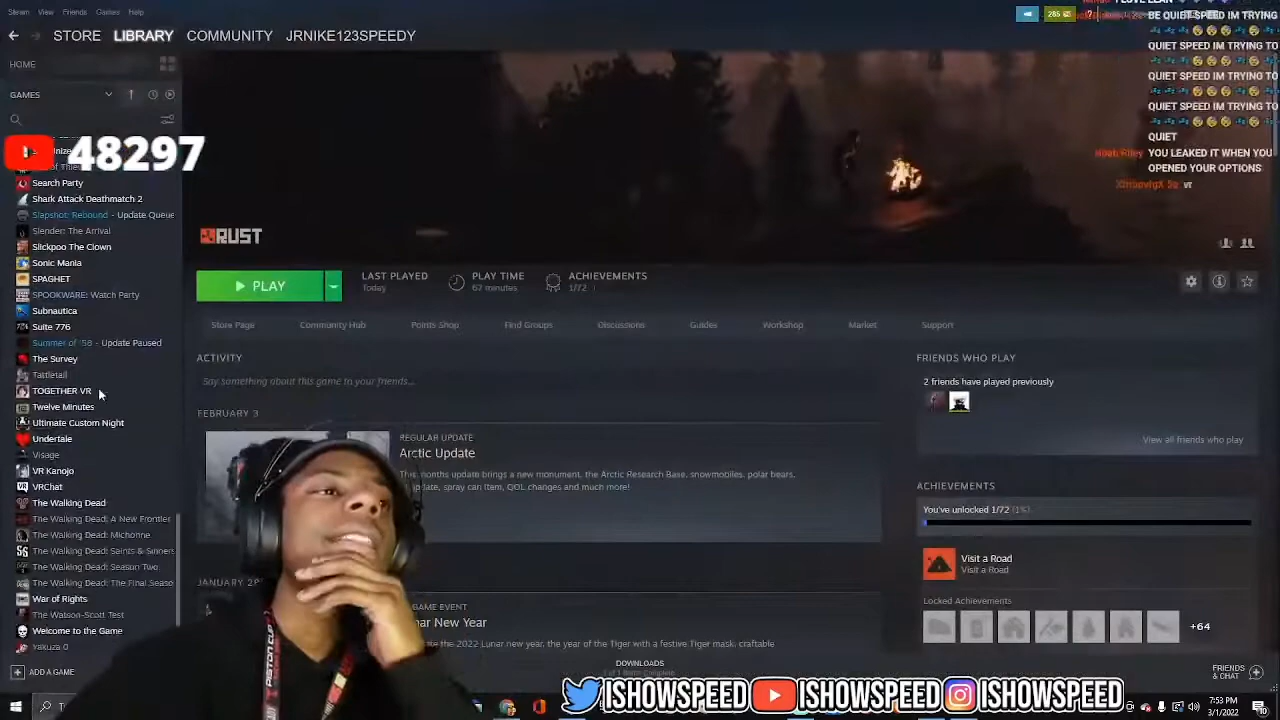 Steam View Friends Games Help
285
STORE LIBRARY COMMUNITY JRNIKE123SPEEDY
HOME
GAMES
48297
Search Party
Shark Attack Deathmatch 2
Slapshot: Rebound - Update Queue
Slender: The Arrival
Slickpoo The Clown
Sonic Mania
SPAGHET
SPOOKWARE: Watch Party
Subnautica
Suite 776
Summer of '58 - Update Paused
The Survey
Tattletail
TOGETHER VR
Twelve Minutes
Ultimate Custom Night
Undertale
Visage
VR Kanojo
VRChat
The Walking Dead
The Walking Dead: A New Frontier
The Walking Dead: Michonne
The Walking Dead: Saints & Sinners
The Walking Dead: Season Two
The Walking Dead: The Final Seaso
War of Rights
The Watson-Scott Test
Welcome to the Game
Yakuza 0
ADD A GAME
RUST
PLAY
LAST PLAYED
Today
PLAY TIME
62 minutes
ACHIEVEMENTS
1/72
Store Page Community Hub Points Shop Find Groups Discussions Guides Workshop Market Support
ACTIVITY
Say something about this game to your friends...
FEBRUARY 3
REGULAR UPDATE
Arctic Update
This months update brings a new monument, the Arctic Research Base, snowmobiles, polar bears,
update, spray can item, QOL changes and much more!
JANUARY
GAME EVENT
nar New Year
the 2022 Lunar new year, the year of the Tiger with a festive Tiger mask, craftable
FRIENDS WHO PLAY
2 friends have played previously
View all friends who play
ACHIEVEMENTS
You've unlocked 1/72 (1%)
Visit a Road
Visit a Road
Locked Achievements
+64
BE QUIET SPEED IM TRYING
QUIET SPEED IM TRYING TO
QUIET SPEED IM TRYING TO
QUIET SPEED IM TRYING TO
QUIET
YOU LEAKED IT WHEN YOU
OPENED YOUR OPTIONS
vr
PISTON CUP
DOWNLOADS
FRIENDS
& CHAT
ISHOWSPEED ISHOWSPEED ISHOWSPEED
7:53 PM
3/1/2022